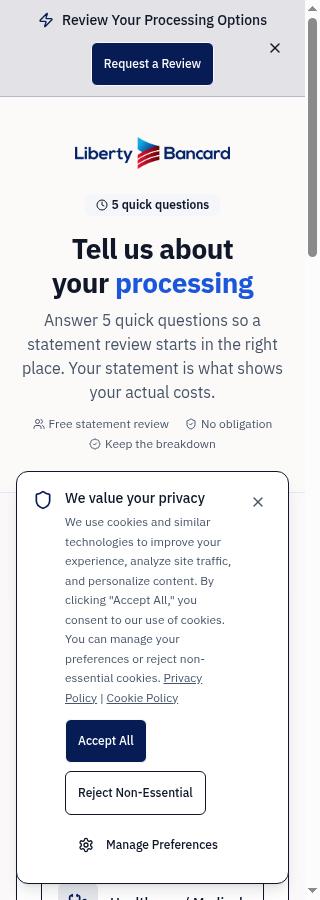 Review Your Processing Options
Request a Review
Liberty Bancard
5 quick questions
Tell us about
your processing
Answer 5 quick questions so a
statement review starts in the right
place. Your statement is what shows
your actual costs.
Free statement review No obligation
Keep the breakdown
We value your privacy
We use cookies and similar
technologies to improve your
experience, analyze site traffic,
and personalize content. By
clicking "Accept All," you
consent to our use of cookies.
You can manage your
preferences or reject non-
essential cookies. Privacy
Policy | Cookie Policy
Accept All
Reject Non-Essential
Manage Preferences